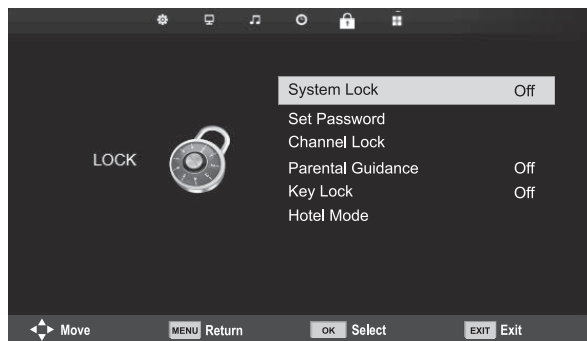 System Lock Off
Set Password
Channel Lock
LOCK
Parental Guidance Off
Key Lock Off
Hotel Mode
Move MENU Return OK Select EXIT Exit